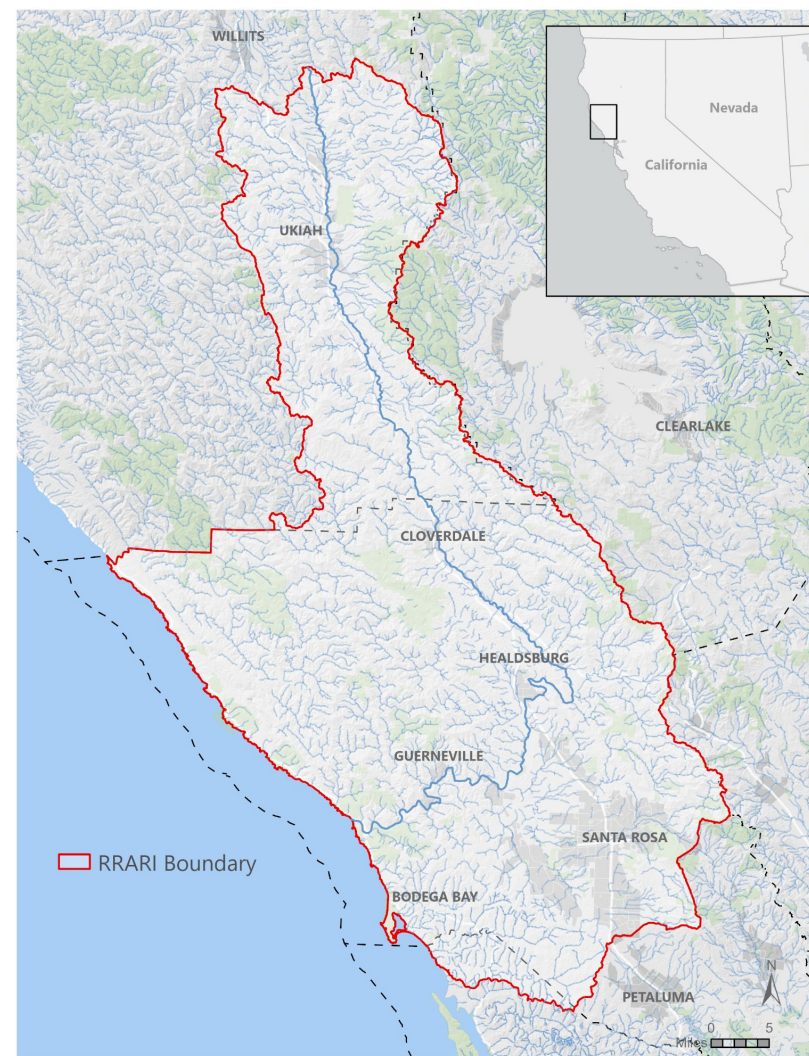 WILLITS
Nevada
California
UKIAH
CLEARLAKE
CLOVERDALE
HEALDSBURG
GUERNEVILLE
SANTA ROSA
RRARI Boundary
BODEGA BAY
N
PETALUMA
0 5
Miles